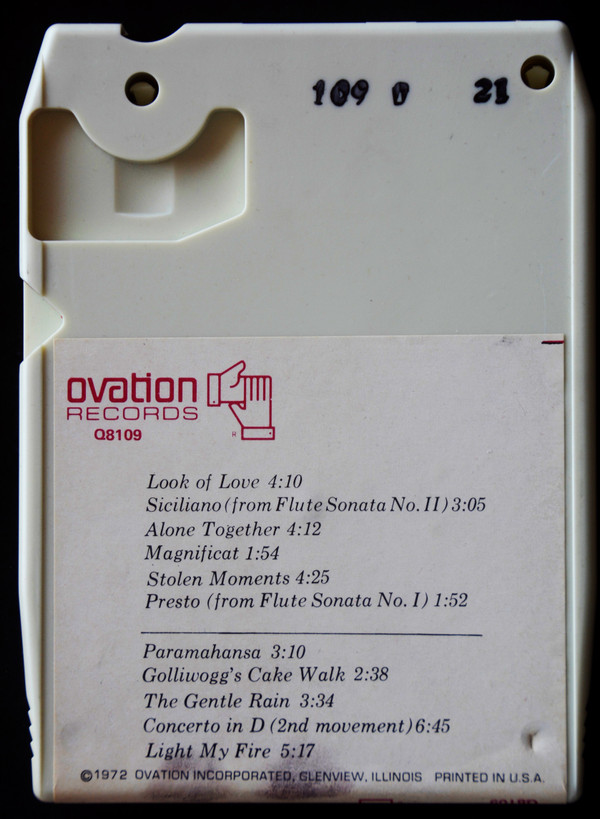 109 0 21
ovation
RECORDS
Q8109
H
Look of Love 4:10
Siciliano (from Flute Sonata No. II) 3:05
Alone Together 4:12
Magnificat 1:54
Stolen Moments 4:25
Presto (from Flute Sonata No. I) 1:52
Paramahansa 3:10
Golliwogg's Cake Walk 2:38
The Gentle Rain 3:34
Concerto in D (2nd movement) 6:45
Light My Fire 5:17
©1972 OVATION INCORPORATED, GLENVIEW, ILLINOIS PRINTED IN U.S.A.